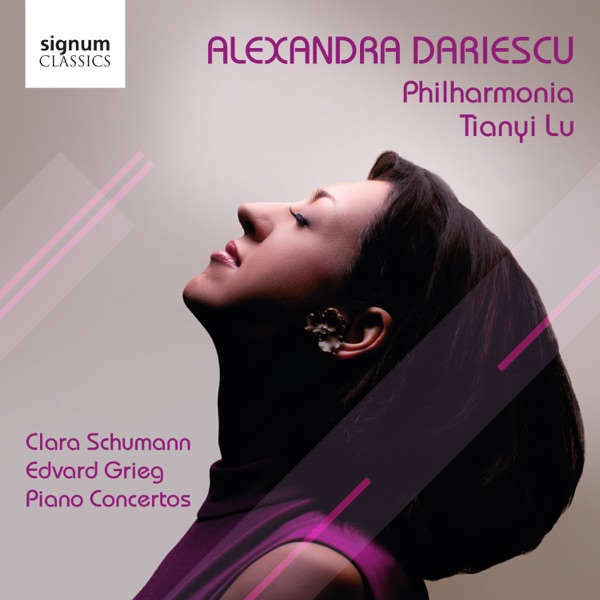 signum
CLASSICS
ALEXANDRA DARIESCU
Philharmonia
Tianyi Lu
Clara Schumann
Edvard Grieg
Piano Concertos